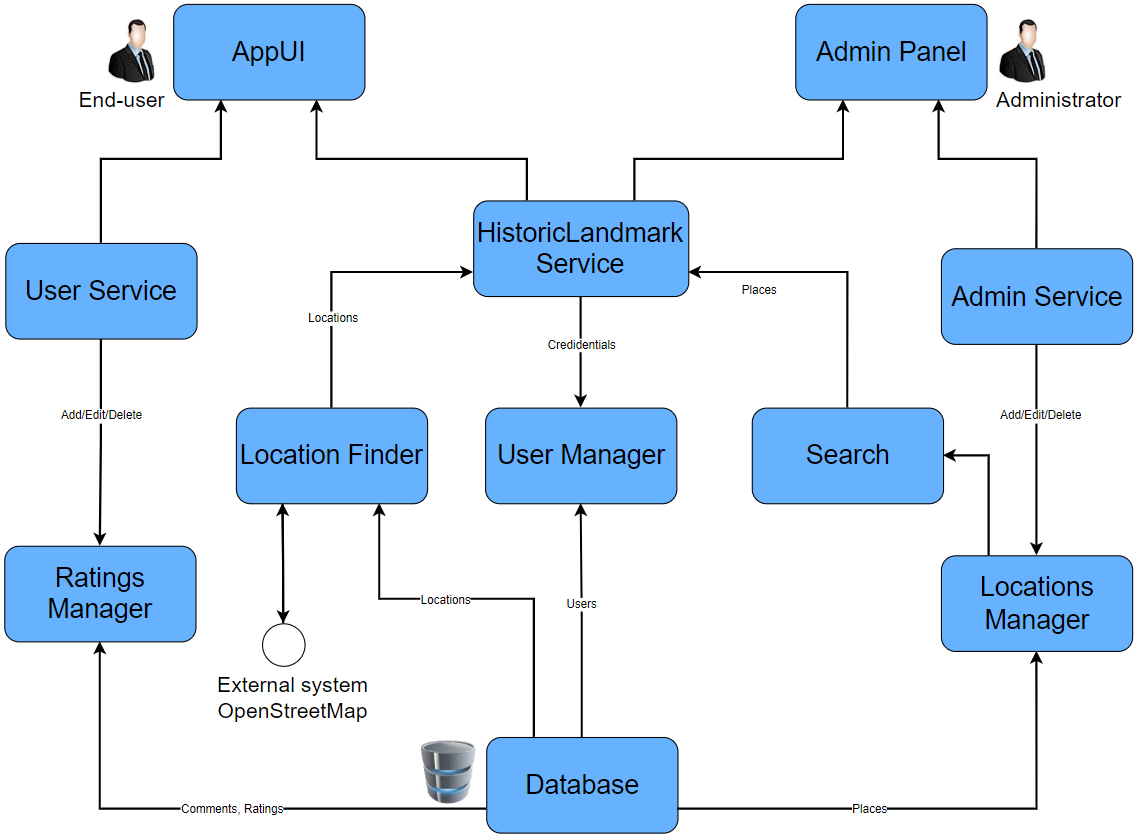 AppUI
Admin Panel
End-user
Administrator
HistoricLandmark
Service
User Service
Admin Service
Places
Locations
Credidentials
Add/Edit/Delete
Add/Edit/Delete
Location Finder
User Manager
Search
Ratings
Manager
Locations
Manager
Locations
Users
External system
OpenStreetMap
Database
Comments, Ratings
Places